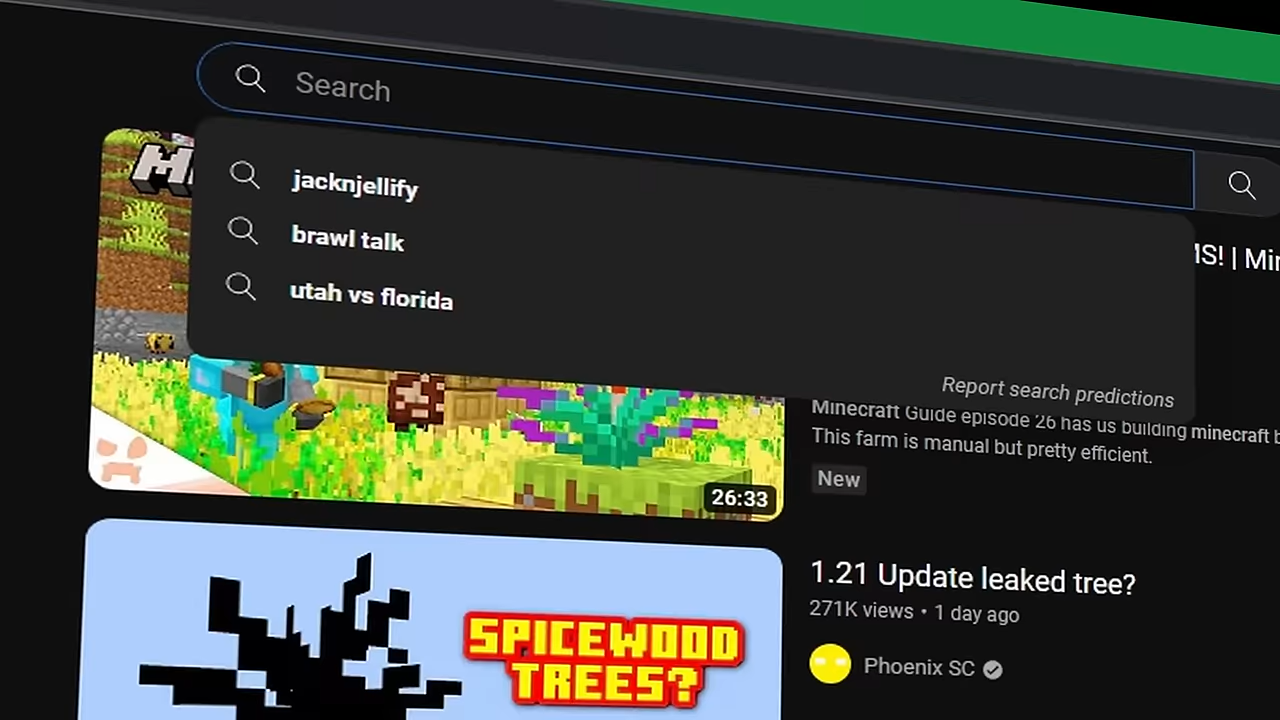 Search
jacknjellify
brawl talk
utah vs florida
Report search predictions
Minecraft Guide episode 26 has us building minecraft
This farm is manual but pretty efficient.
New
26:33
1.21 Update leaked tree?
271K views • 1 day ago
Phoenix SC
SPICEWOOD
TREES?